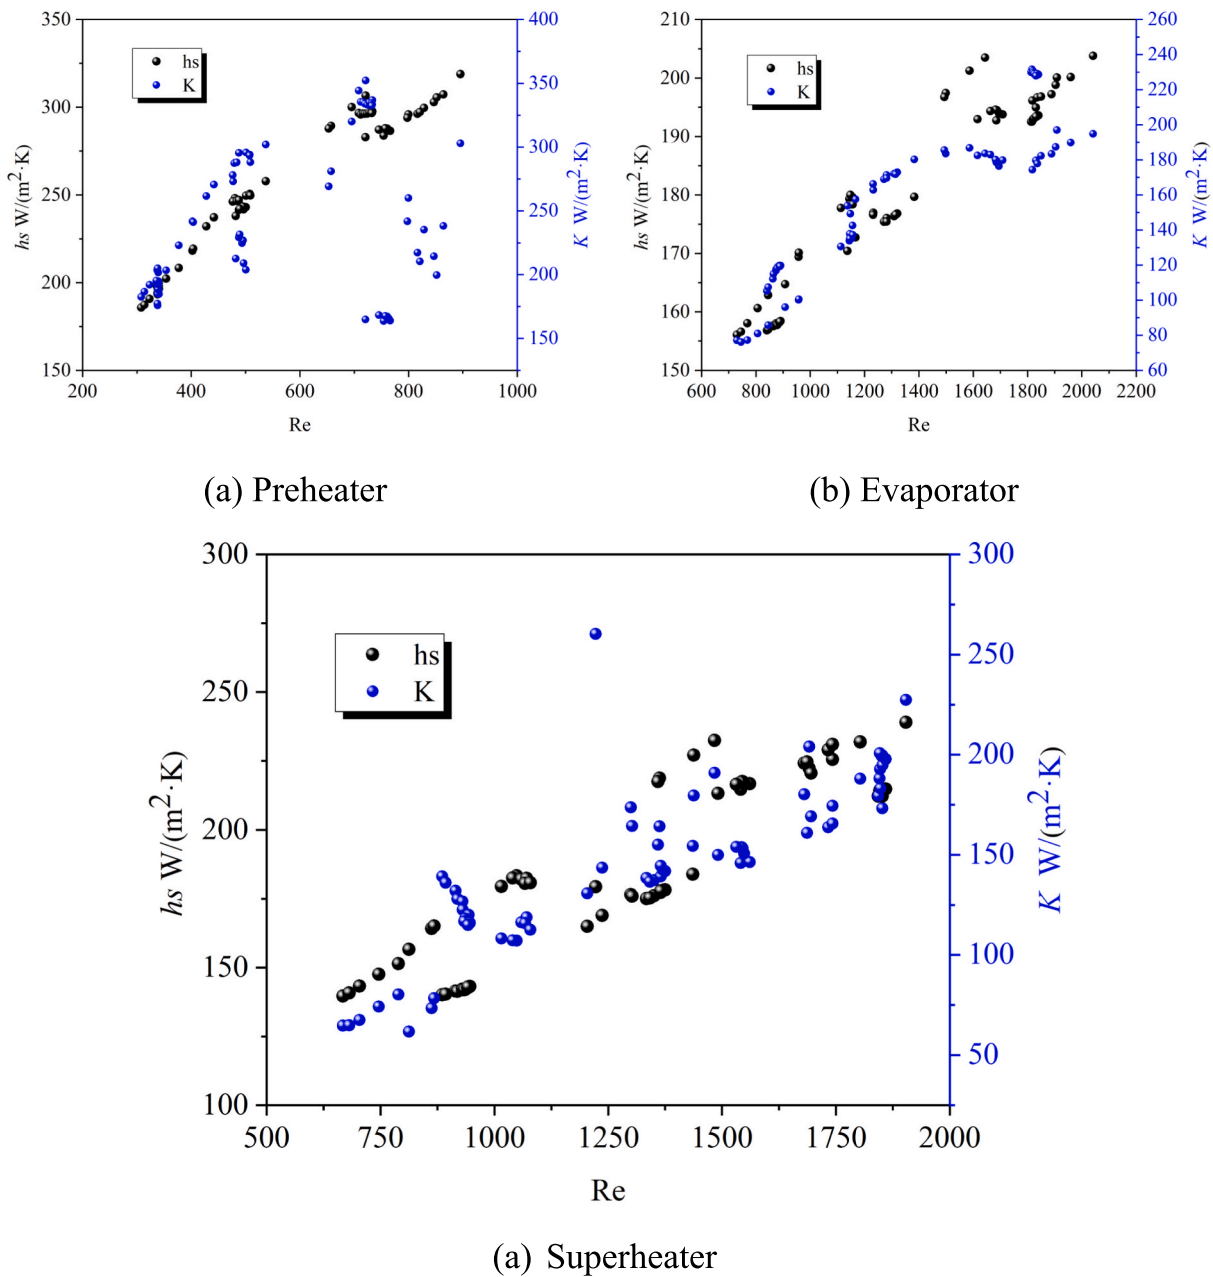 350
300
250
200
150
hs W/(m²·K)
hs
K
400
350
300
250
200
150
K W/(m²·K)
200 400 600 800 1000
Re
(a) Preheater
210
200
190
180
170
160
150
hs W/(m²·K)
hs
K
260
240
220
200
180
160
140
120
100
80
60
K W/(m²·K)
600 800 1000 1200 1400 1600 1800 2000 2200
Re
(b) Evaporator
300
250
200
150
100
hs W/(m²·K)
hs
K
300
250
200
150
100
50
K W/(m²·K)
500 750 1000 1250 1500 1750 2000
Re
(a) Superheater